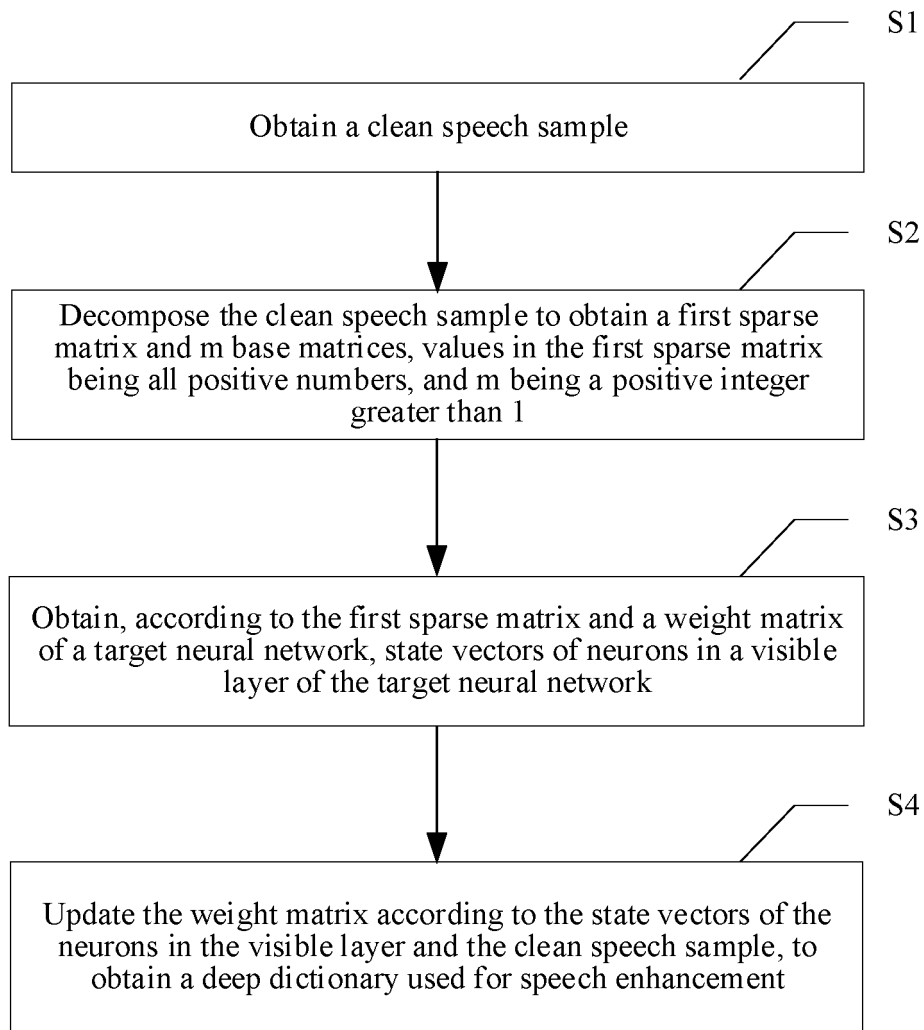 S1
Obtain a clean speech sample
S2
Decompose the clean speech sample to obtain a first sparse
matrix and m base matrices, values in the first sparse matrix
being all positive numbers, and m being a positive integer
greater than 1
S3
Obtain, according to the first sparse matrix and a weight matrix
of a target neural network, state vectors of neurons in a visible
layer of the target neural network
S4
Update the weight matrix according to the state vectors of the
neurons in the visible layer and the clean speech sample, to
obtain a deep dictionary used for speech enhancement